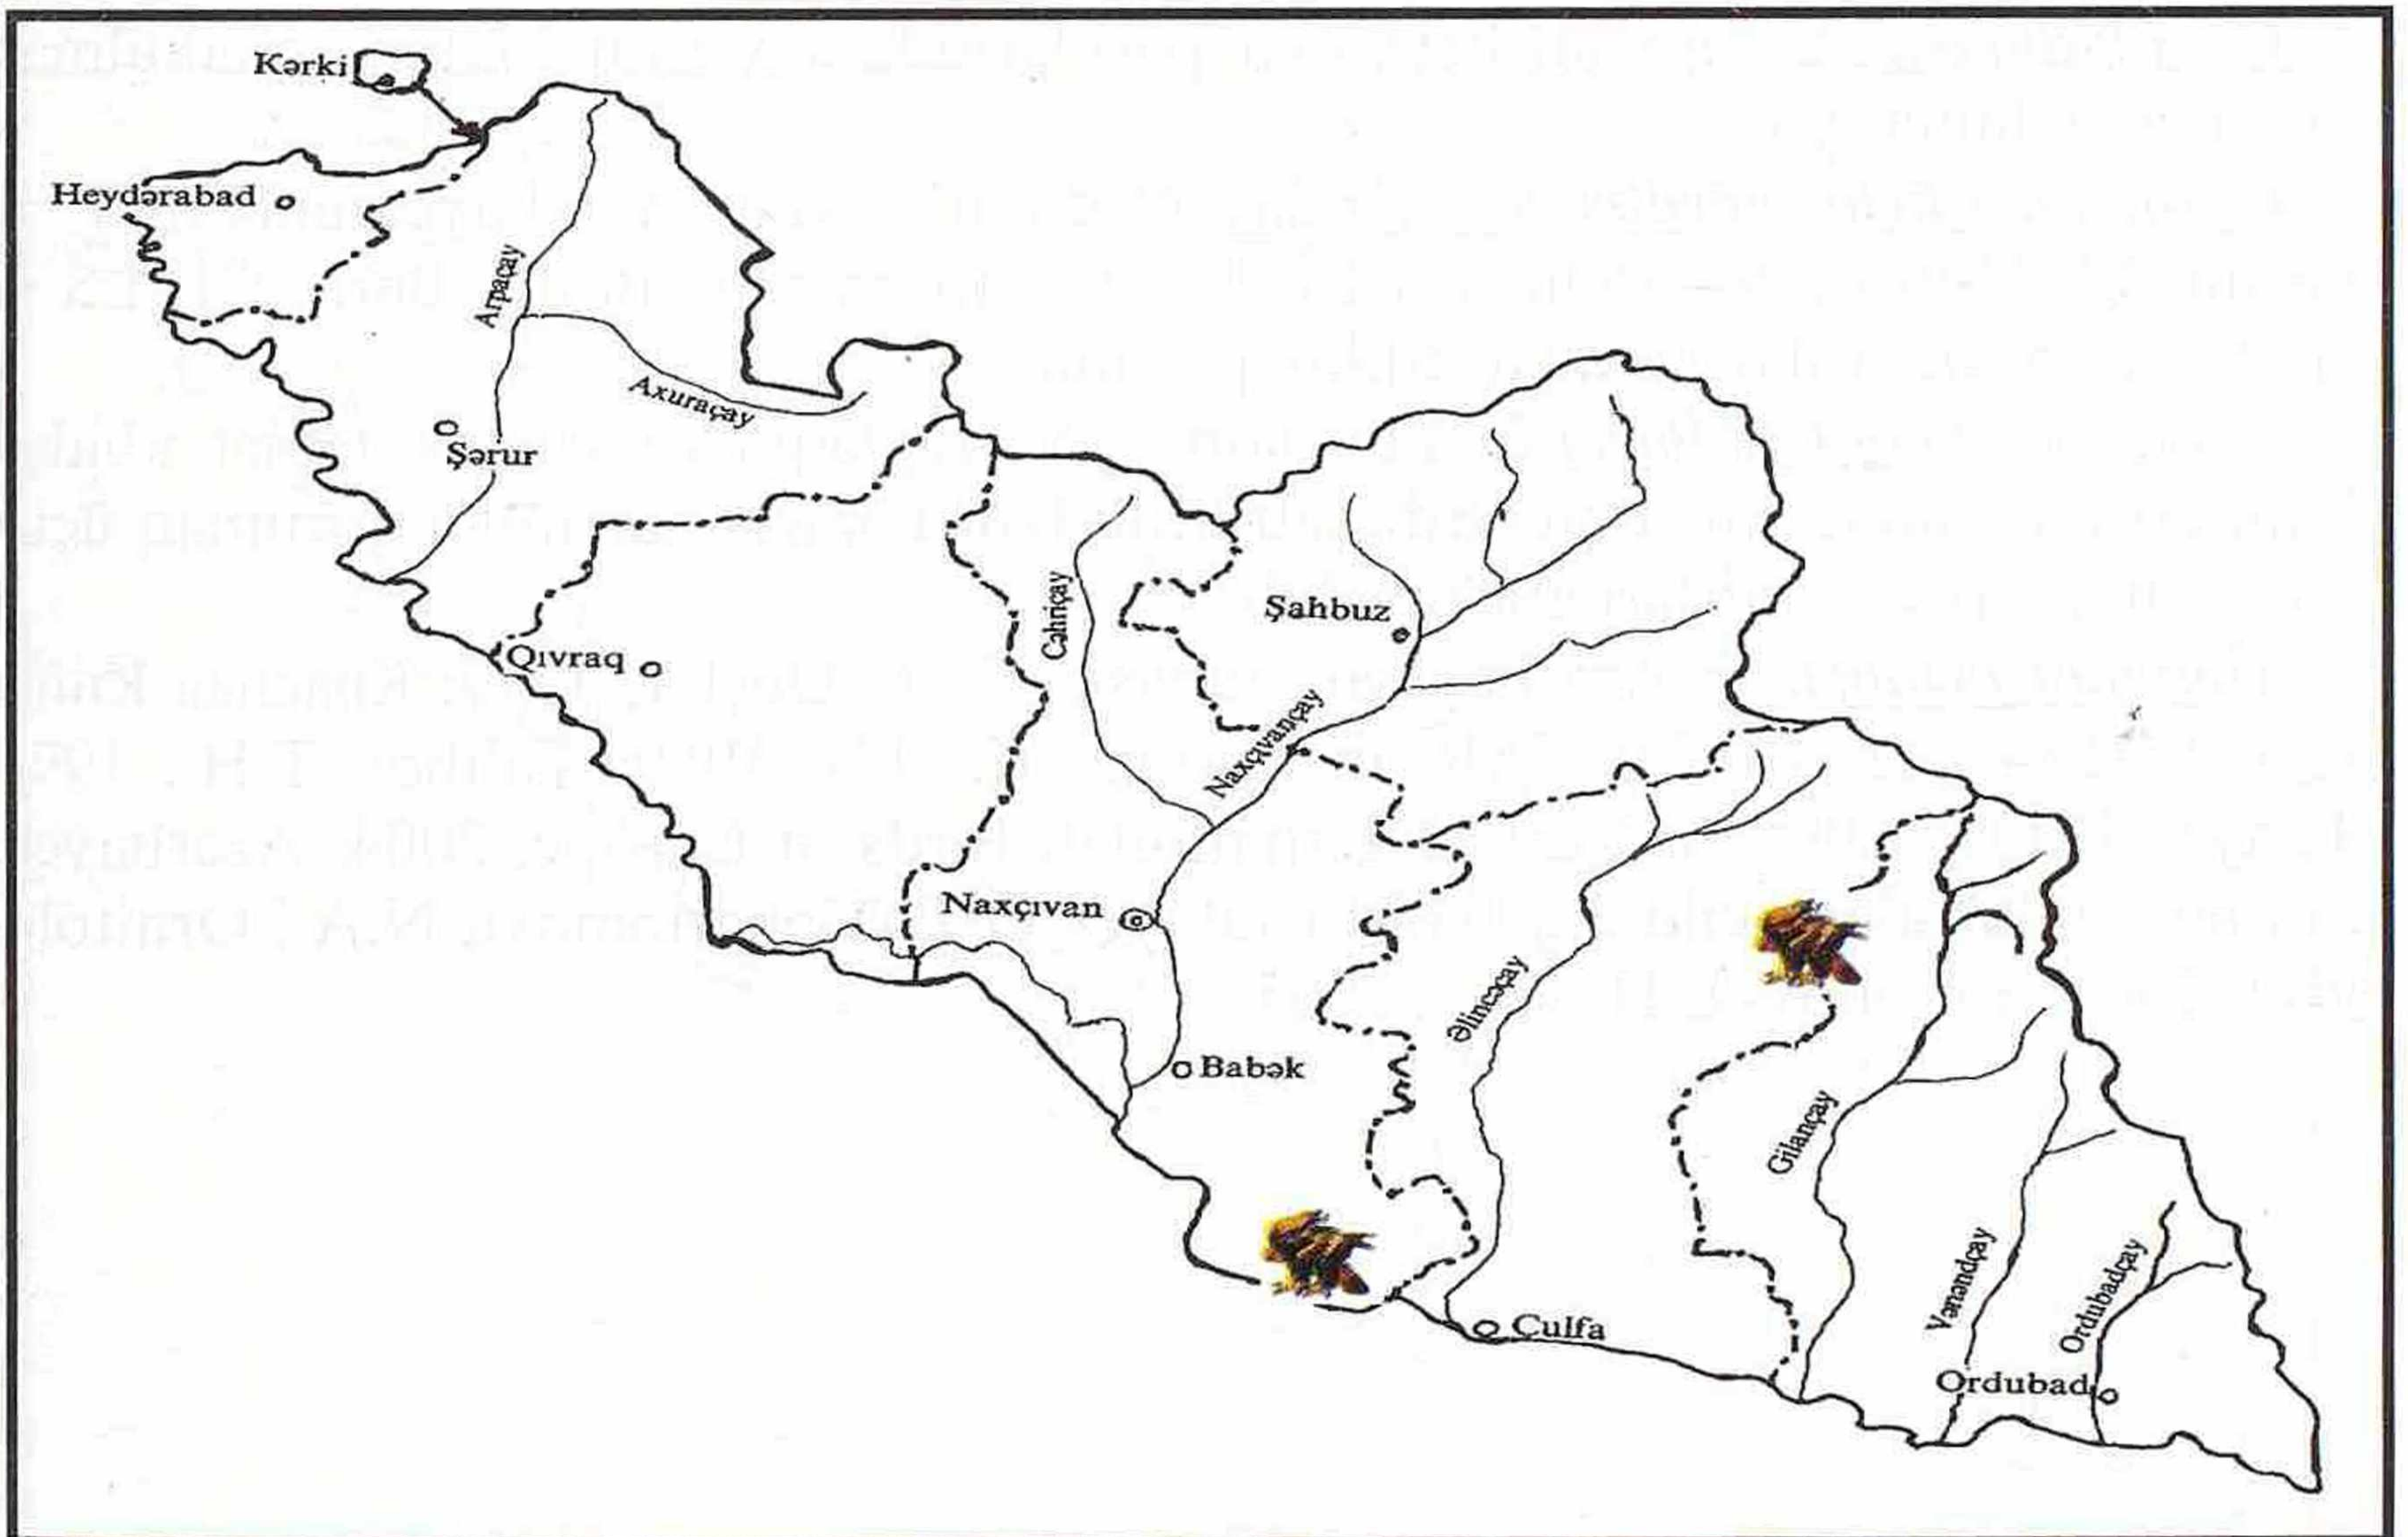 Kərki
Heydərabad
Arpaçay
Axuraçay
Şərur
Cəhriçay
Şahbuz
Qıvraq
Naxçıvançay
Naxçıvan
Əlincəçay
Babək
Gilançay
Vənəndçay
Ordubadçay
Culfa
Ordubad